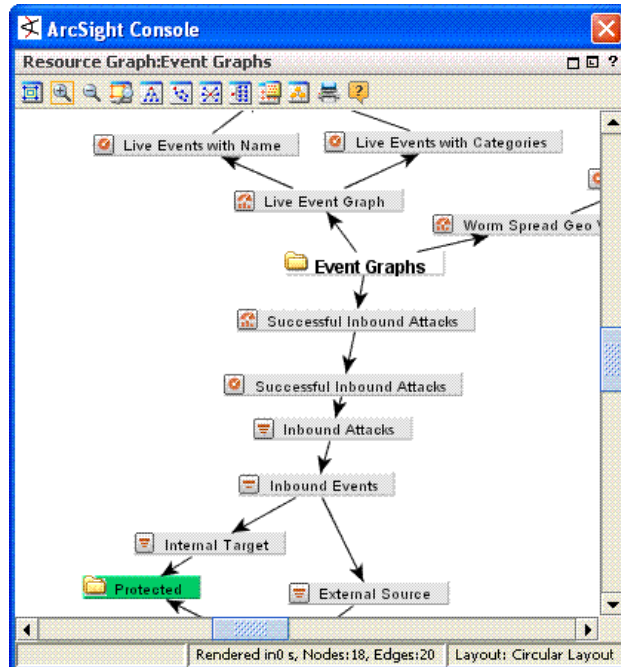 ArcSight Console
Resource Graph:Event Graphs
Live Events with Name
Live Events with Categories
Live Event Graph
Worm Spread Geo V
Event Graphs
Successful Inbound Attacks
Successful Inbound Attacks
Inbound Attacks
Inbound Events
Internal Target
Protected
External Source
Rendered in0 s, Nodes:18, Edges:20
Layout: Circular Layout